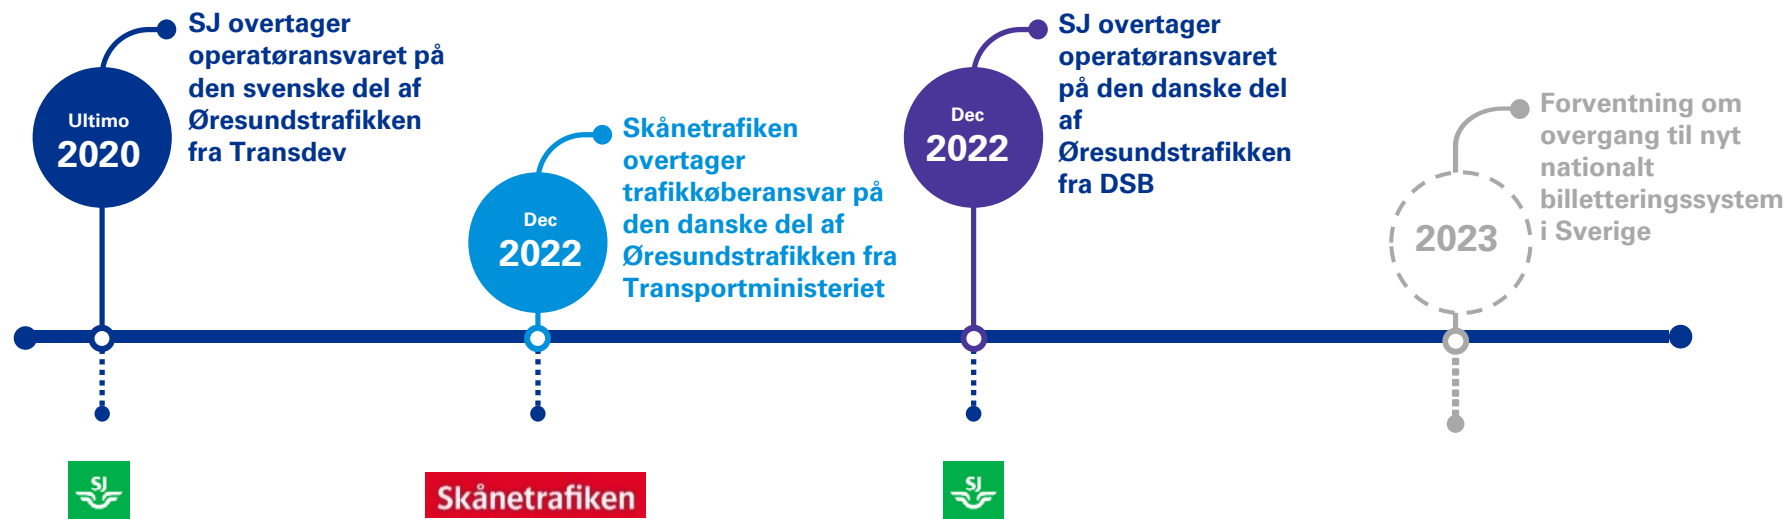 Ultimo
2020
SJ overtager
operatøransvaret på
den svenske del af
Øresundstrafikken
fra Transdev
Dec
2022
Skånetrafiken
overtager
trafikkøberansvar på
den danske del af
Øresundstrafikken fra
Transportministeriet
Dec
2022
SJ overtager
operatøransvaret
på den danske del
af
Øresundstrafikken
fra DSB
2023
Forventning om
overgang til nyt
nationalt
billetteringssystem
i Sverige
SJ
Skånetrafiken
SJ